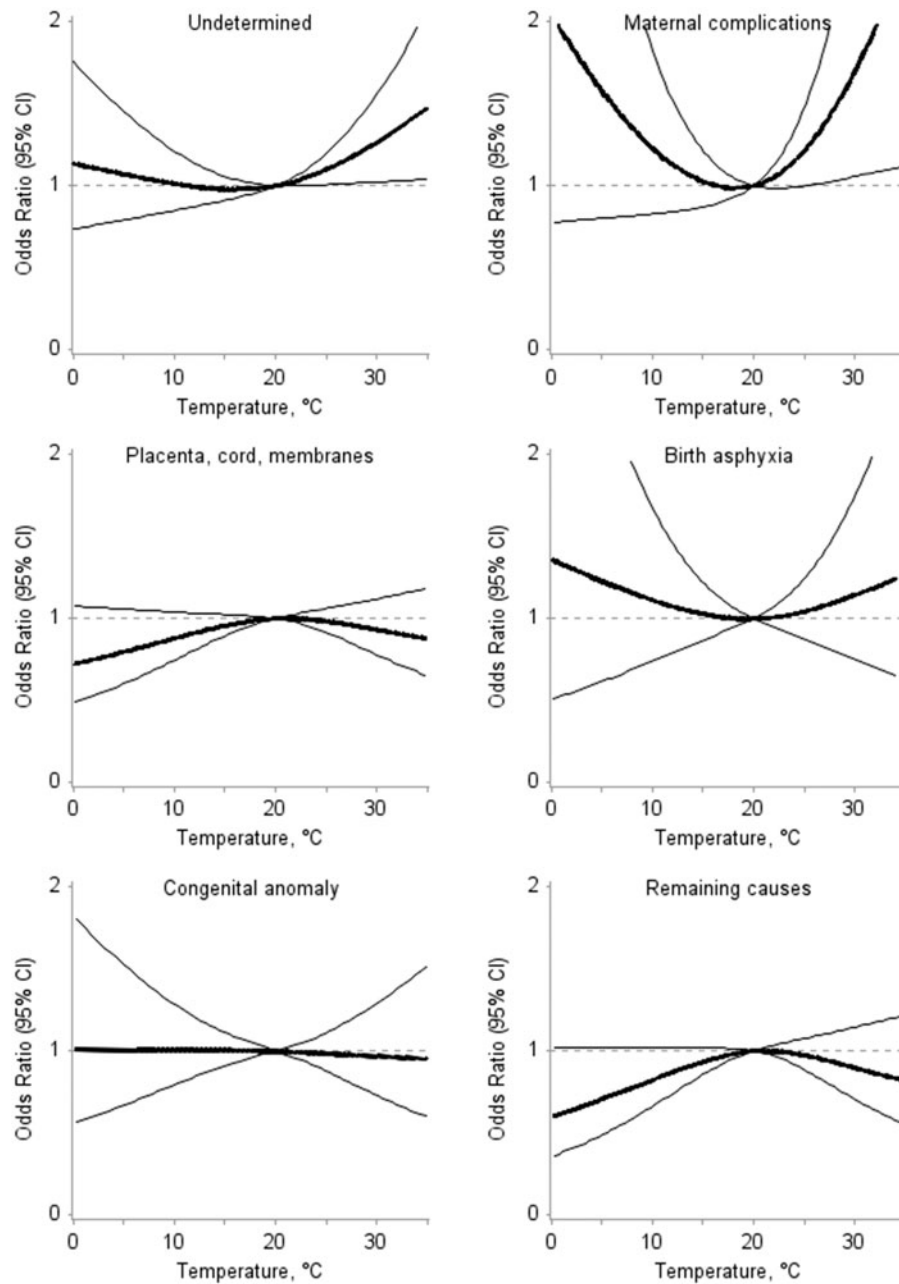 Undetermined
Odds Ratio (95% CI)
2
1
0
0 10 20 30
Temperature, °C
Maternal complications
Odds Ratio (95% CI)
2
1
0
0 10 20 30
Temperature, °C
Placenta, cord, membranes
Odds Ratio (95% CI)
2
1
0
0 10 20 30
Temperature, °C
Birth asphyxia
Odds Ratio (95% CI)
2
1
0
0 10 20 30
Temperature, °C
Congenital anomaly
Odds Ratio (95% CI)
2
1
0
0 10 20 30
Temperature, °C
Remaining causes
Odds Ratio (95% CI)
2
1
0
0 10 20 30
Temperature, °C